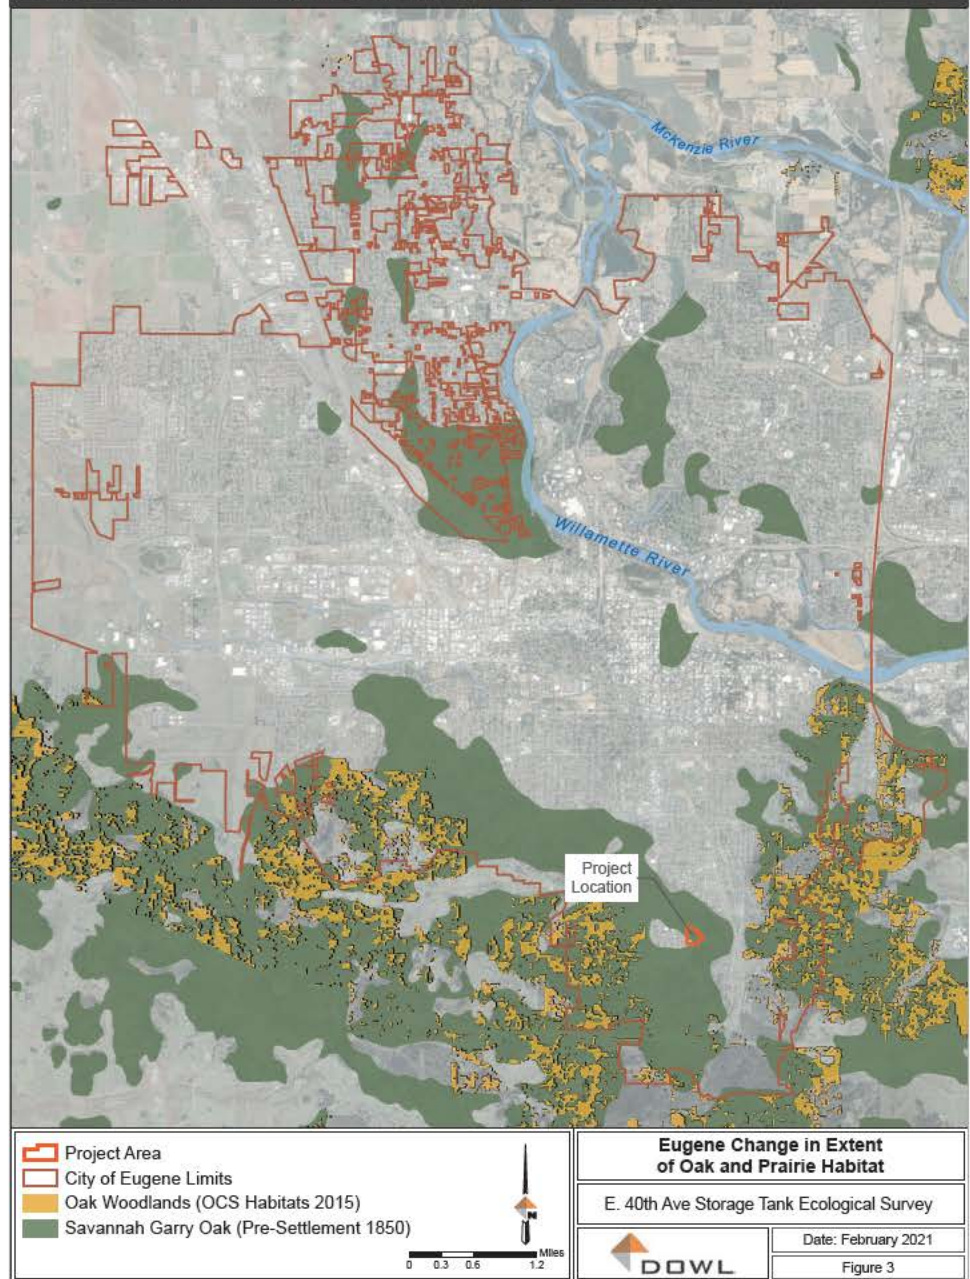 McKenzie River
Willamette River
Project
Location
Project Area
City of Eugene Limits
Oak Woodlands (OCS Habitats 2015)
Savannah Garry Oak (Pre-Settlement 1850)
N
Miles
0 0.3 0.6 1.2
Eugene Change in Extent
of Oak and Prairie Habitat
E. 40th Ave Storage Tank Ecological Survey
DOWL
Date: February 2021
Figure 3